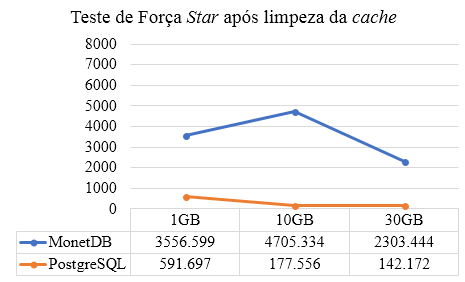 Teste de Força Star após limpeza da cache
8000
7000
6000
5000
4000
3000
2000
1000
0
1GB 10GB 30GB
MonetDB 3556.599 4705.334 2303.444
PostgreSQL 591.697 177.556 142.172